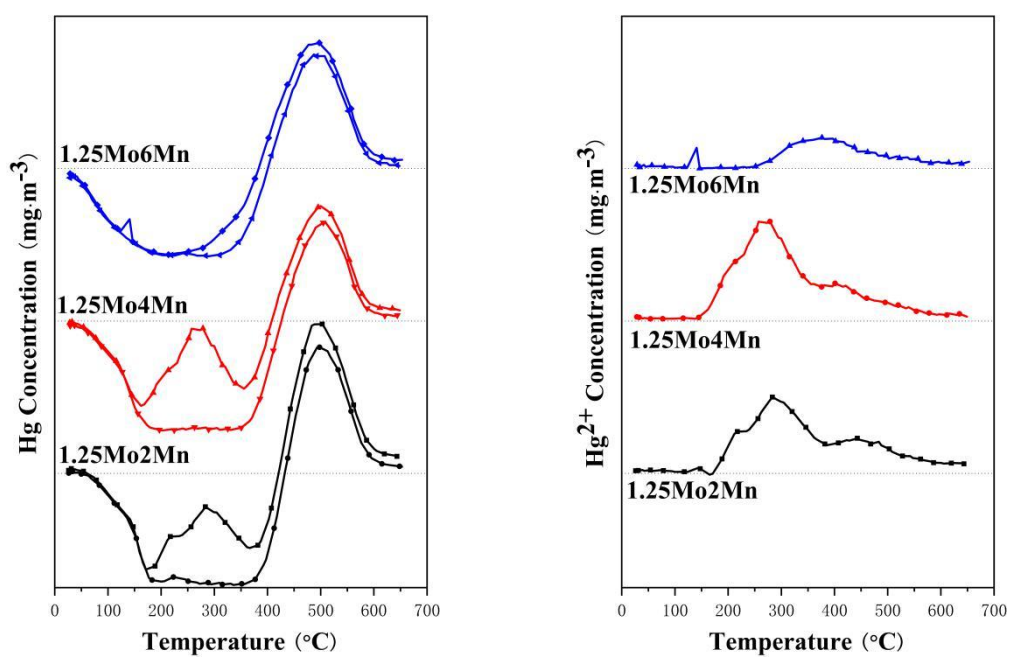 Hg Concentration (mg·m⁻³)
1.25Mo6Mn
1.25Mo4Mn
1.25Mo2Mn
0 100 200 300 400 500 600 700
Temperature (°C)
Hg²⁺ Concentration (mg·m⁻³)
1.25Mo6Mn
1.25Mo4Mn
1.25Mo2Mn
0 100 200 300 400 500 600 700
Temperature (°C)